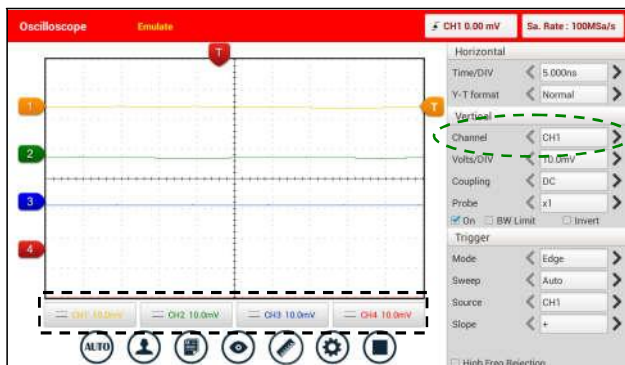 Oscilloscope Emulate CH1 0.00 mV Sa. Rate : 100MSa/s
T
Horizontal
Time/DIV 5.000ns
Y-T format Normal
1 T
Vertical
Channel CH1
2
Volts/DIV 10.0mV
Coupling DC
3
Probe x1
On BW Limit Invert
Trigger
4
Mode Edge
Sweep Auto
CH1 10.0mV CH2 10.0mV CH3 10.0mV CH4 10.0mV
Source CH1
AUTO
Slope +
High Freq Rejection